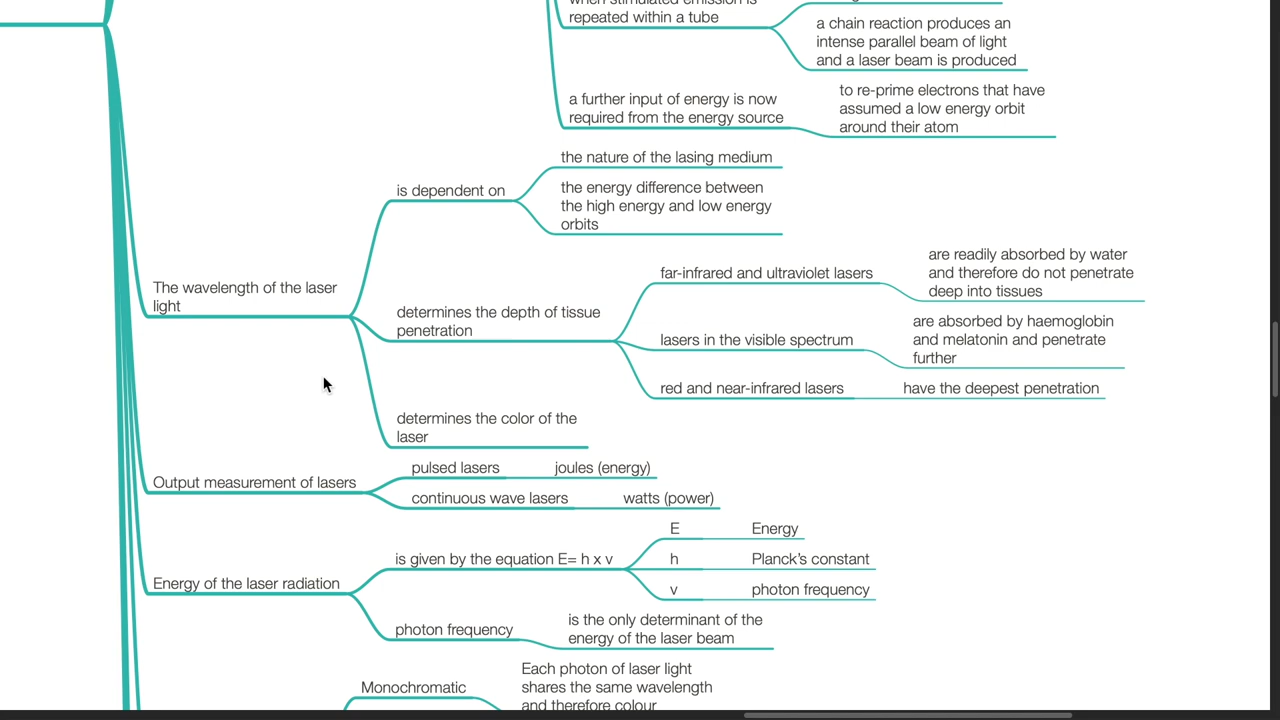 when stimulated emission is
repeated within a tube
a chain reaction produces an
intense parallel beam of light
and a laser beam is produced
a further input of energy is now
required from the energy source
to re-prime electrons that have
assumed a low energy orbit
around their atom
The wavelength of the laser
light
is dependent on
the nature of the lasing medium
the energy difference between
the high energy and low energy
orbits
determines the depth of tissue
penetration
far-infrared and ultraviolet lasers
are readily absorbed by water
and therefore do not penetrate
deep into tissues
lasers in the visible spectrum
are absorbed by haemoglobin
and melatonin and penetrate
further
red and near-infrared lasers
have the deepest penetration
determines the color of the
laser
Output measurement of lasers
pulsed lasers
joules (energy)
continuous wave lasers
watts (power)
Energy of the laser radiation
is given by the equation E= h x v
E
Energy
h
Planck's constant
v
photon frequency
photon frequency
is the only determinant of the
energy of the laser beam
Monochromatic
Each photon of laser light
shares the same wavelength
and therefore colour